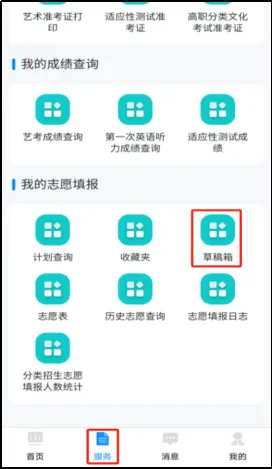 艺术准考证打 适应性测试准 高职分类文化
印 考证 考试准考证
我的成绩查询
艺考成绩查询 第一次英语听 适应性测试成
力成绩查询 绩
我的志愿填报
计划查询 收藏夹 草稿箱
志愿表 历史志愿查询 志愿填报日志
分类招生志愿
填报人数统计
首页 服务 消息 我的